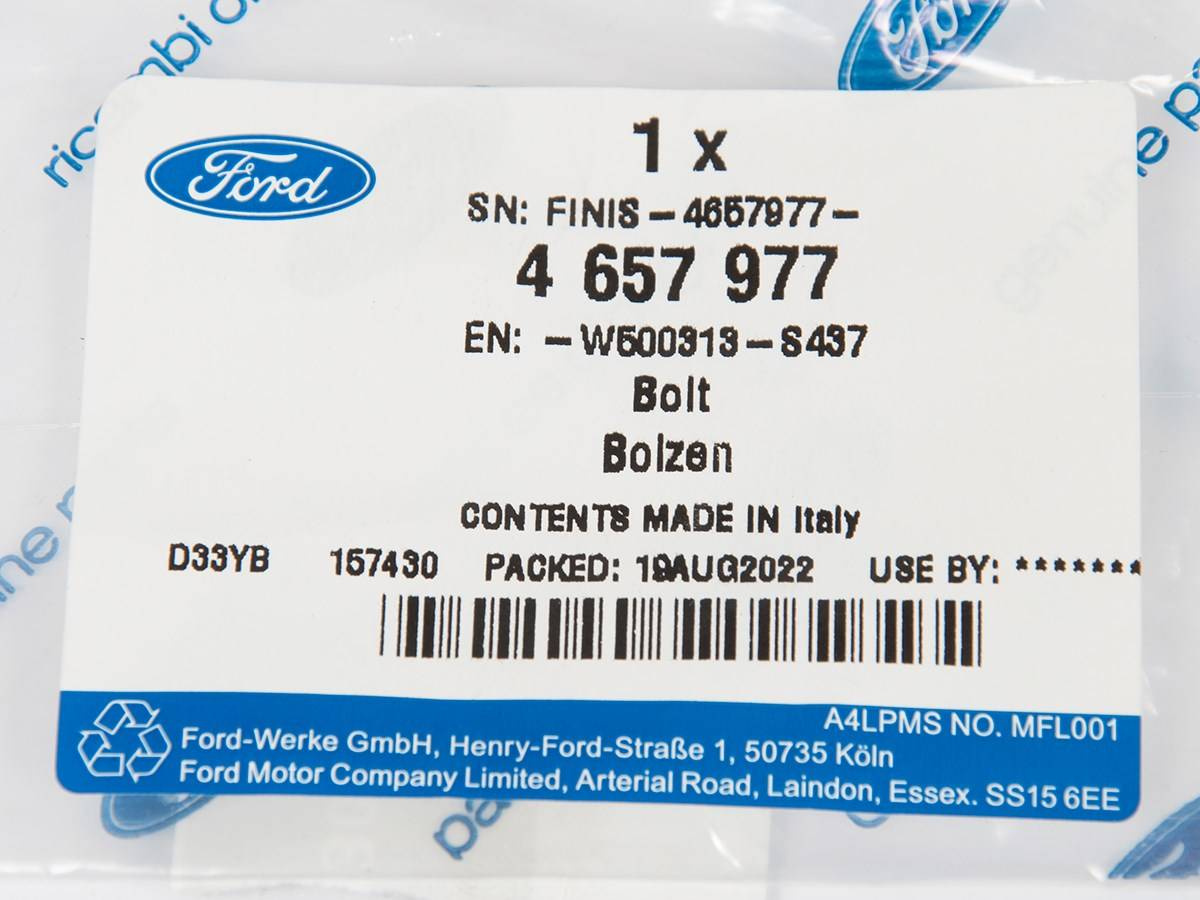 ricambi o
Ford
Ford
1 x
SN: FINIS-4657977-
4 657 977
EN: -W500313-S437
Bolt
Bolzen
CONTENTS MADE IN Italy
D33YB 157430 PACKED: 19AUG2022 USE BY: *******
A4LPMS NO. MFL001
Ford-Werke GmbH, Henry-Ford-Straße 1, 50735 Köln
Ford Motor Company Limited, Arterial Road, Laindon, Essex. SS15 6EE